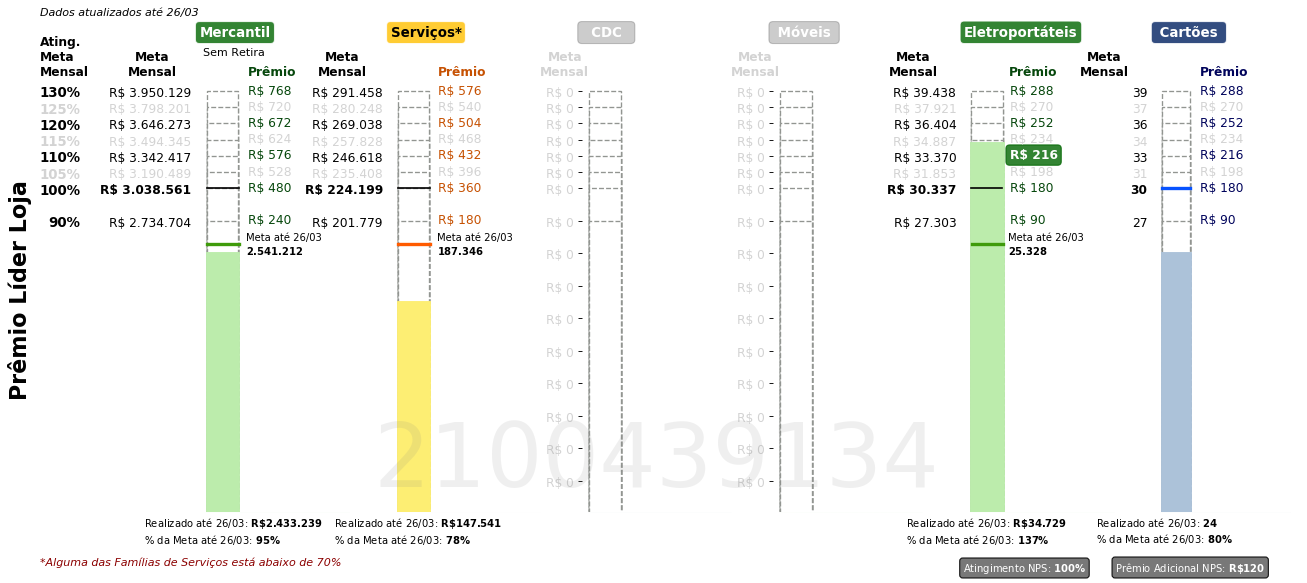 Dados atualizados até 26/03
Mercantil Serviços* CDC Móveis Eletroportáteis Cartões
Sem Retira
Ating. Meta Mensal
Meta Mensal Prêmio Meta Mensal Prêmio Meta Mensal Meta Mensal Meta Mensal Prêmio Meta Mensal Prêmio
130% R$ 3.950.129 R$ 768 R$ 291.458 R$ 576 R$ 0 R$ 0 R$ 39.438 R$ 288 39 R$ 288
125% R$ 3.798.201 R$ 720 R$ 280.248 R$ 540 R$ 0 R$ 0 R$ 37.921 R$ 270 37 R$ 270
120% R$ 3.646.273 R$ 672 R$ 269.038 R$ 504 R$ 0 R$ 0 R$ 36.404 R$ 252 36 R$ 252
115% R$ 3.494.345 R$ 624 R$ 257.828 R$ 468 R$ 0 R$ 0 R$ 34.887 R$ 234 34 R$ 234
110% R$ 3.342.417 R$ 576 R$ 246.618 R$ 432 R$ 0 R$ 0 R$ 33.370 R$ 216 33 R$ 216
105% R$ 3.190.489 R$ 528 R$ 235.408 R$ 396 R$ 0 R$ 0 R$ 31.853 R$ 198 31 R$ 198
100% R$ 3.038.561 R$ 480 R$ 224.199 R$ 360 R$ 0 R$ 0 R$ 30.337 R$ 180 30 R$ 180
90% R$ 2.734.704 R$ 240 R$ 201.779 R$ 180 R$ 0 R$ 0 R$ 27.303 R$ 90 27 R$ 90
Meta até 26/03 Meta até 26/03 Meta até 26/03
2.541.212 187.346 25.328
R$ 0 R$ 0
R$ 0 R$ 0
R$ 0 R$ 0
R$ 0 R$ 0
R$ 0 R$ 0
R$ 0 R$ 0
R$ 0 R$ 0
R$ 0 R$ 0
Prêmio Líder Loja
2100439134
Realizado até 26/03: R$2.433.239 Realizado até 26/03: R$147.541 Realizado até 26/03: R$34.729 Realizado até 26/03: 24
% da Meta até 26/03: 95% % da Meta até 26/03: 78% % da Meta até 26/03: 137% % da Meta até 26/03: 80%
*Alguma das Famílias de Serviços está abaixo de 70%
Atingimento NPS: 100% Prêmio Adicional NPS: R$120